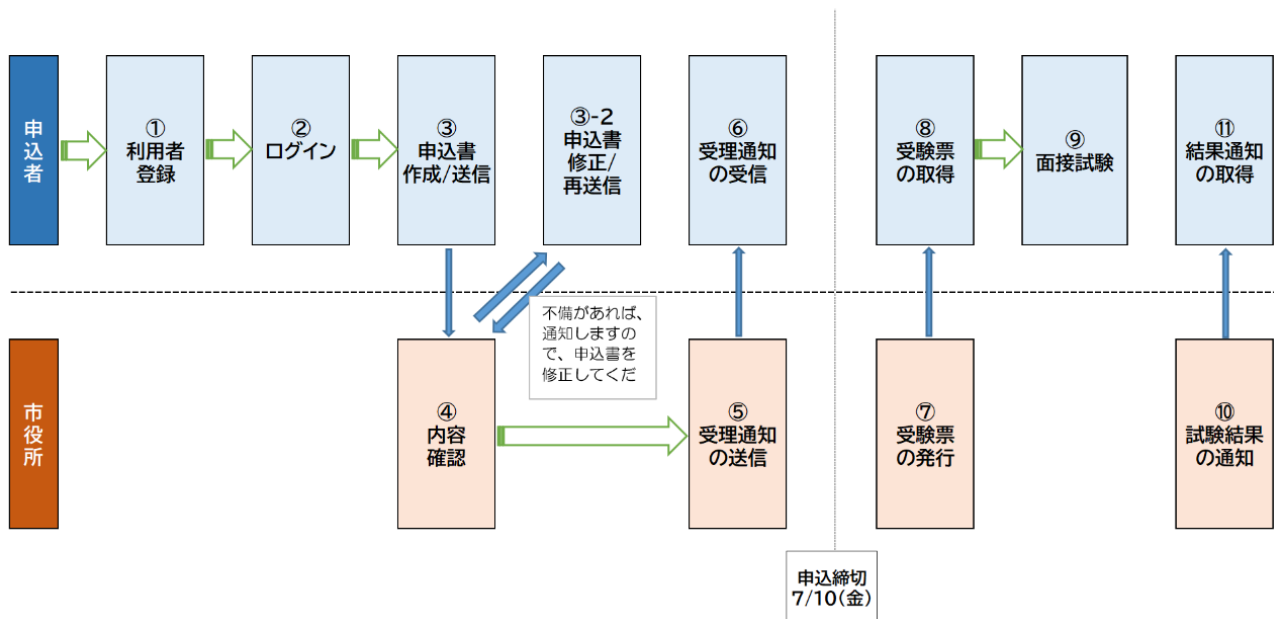 申込者
①
利用者
登録
②
ログイン
③
申込書
作成/送信
③-2
申込書
修正/
再送信
⑥
受理通知
の受信
⑧
受験票
の取得
⑨
面接試験
⑪
結果通知
の取得
不備があれば、
通知しますの
で、申込書を
修正してくだ
市役所
④
内容
確認
⑤
受理通知
の送信
⑦
受験票
の発行
⑩
試験結果
の通知
申込締切
7/10(金)